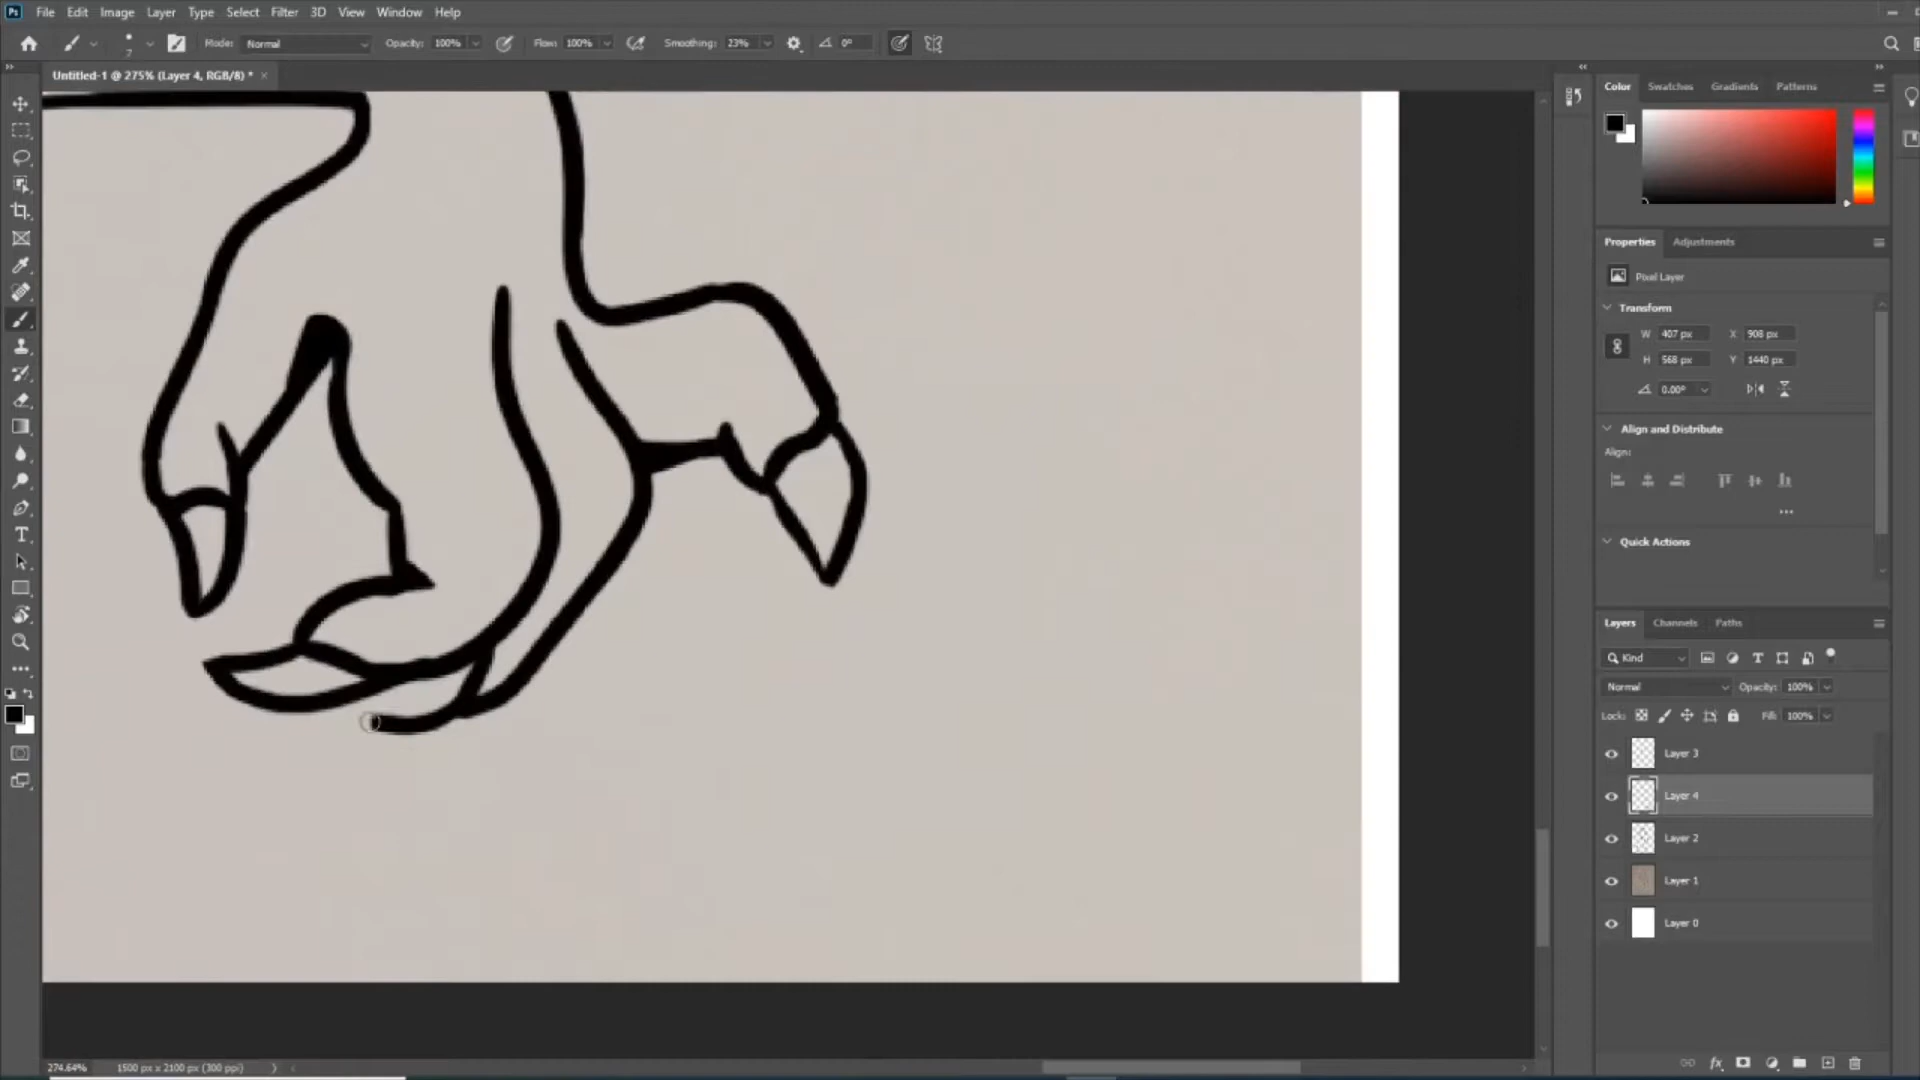 Ps File Edit Image Layer Type Select Filter 3D View Window Help
Mode: Normal Opacity: 100% Flow: 100% Smoothing: 23% 0°
Untitled-1 @ 275% (Layer 4, RGB/8) * ×
7
Color Swatches Gradients Patterns
Properties Adjustments
Pixel Layer
Transform
W 407 px X 908 px
H 568 px Y 1440 px
0.00°
Align and Distribute
Align:
Quick Actions
Layers Channels Paths
Kind
Normal Opacity: 100%
Lock: Fill: 100%
Layer 3
Layer 4
Layer 2
Layer 1
Layer 0
fx
274.64% 1500 px x 2100 px (300 ppi)